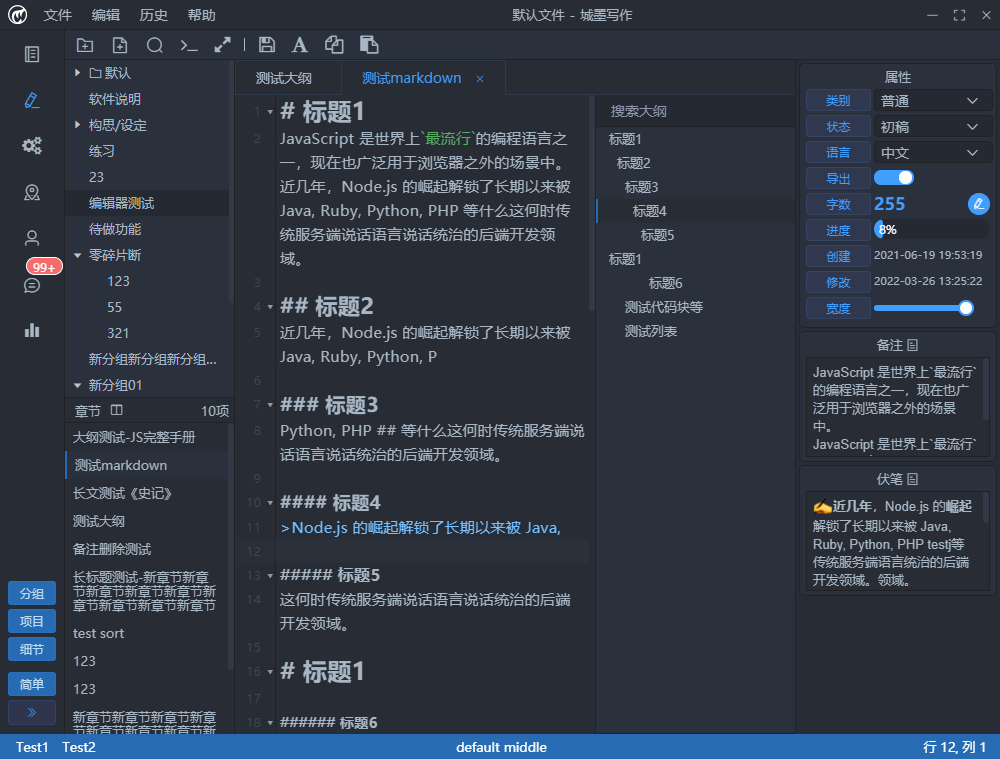 文件 编辑 历史 帮助
默认文件 - 城墨写作
99+
分组
项目
细节
简单
默认
软件说明
构思/设定
练习
23
编辑器测试
待做功能
零碎片断
123
55
321
新分组新分组新分组...
新分组01
章节 10项
大纲测试-JS完整手册
测试markdown
长文测试《史记》
测试大纲
备注删除测试
长标题测试-新章节新章
节新章节新章节新章节新
章节新章节新章节新章节
test sort
123
123
新章节新章节新章节新章
节新章节新章节新章节新
测试大纲 测试markdown ×
1 # 标题1
2 JavaScript 是世界上`最流行`的编程语言之
一，现在也广泛用于浏览器之外的场景中。
近几年，Node.js 的崛起解锁了长期以来被
Java, Ruby, Python, PHP 等什么这何时传
统服务端说话语言说话统治的后端开发领
域。
3
4 ## 标题2
5 近几年，Node.js 的崛起解锁了长期以来被
Java, Ruby, Python, P
6
7 ### 标题3
8 Python, PHP ## 等什么这何时传统服务端说
话语言说话统治的后端开发领域。
9
10 #### 标题4
11 >Node.js 的崛起解锁了长期以来被 Java,
12
13 ##### 标题5
14 这何时传统服务端说话语言说话统治的后端
开发领域。
15
16 # 标题1
17
18 ###### 标题6
搜索大纲
标题1
标题2
标题3
标题4
标题5
标题1
标题6
测试代码块等
测试列表
属性
类别 普通
状态 初稿
语言 中文
导出
字数 255
进度 8%
创建 2021-06-19 19:53:19
修改 2022-03-26 13:25:22
宽度
备注
JavaScript 是世界上`最流行`
的编程语言之一，现在也广
泛用于浏览器之外的场景
中。
JavaScript 是世界上`最流行`
伏笔
✍近几年，Node.js 的崛起
解锁了长期以来被 Java,
Ruby, Python, PHP testj等
传统服务端语言统治的后端
开发领域。领域。
Test1 Test2
default middle
行 12, 列 1